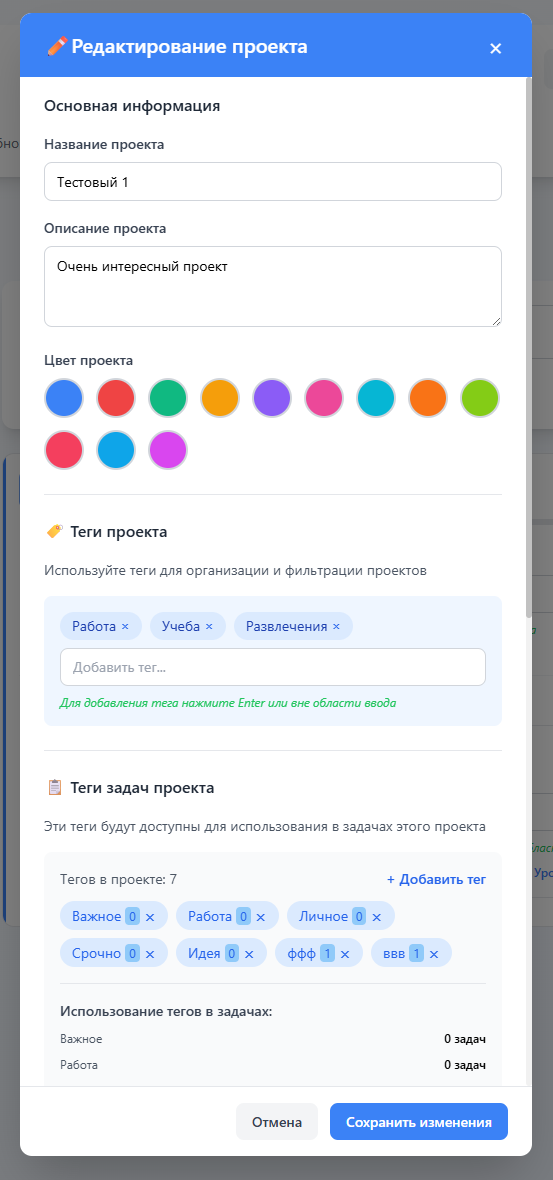 Редактирование проекта ×
Основная информация
Название проекта
Тестовый 1
Описание проекта
Очень интересный проект
Цвет проекта
Теги проекта
Используйте теги для организации и фильтрации проектов
Работа × Учеба × Развлечения ×
Добавить тег...
Для добавления тега нажмите Enter или вне области ввода
Теги задач проекта
Эти теги будут доступны для использования в задачах этого проекта
Тегов в проекте: 7 + Добавить тег
Важное 0 × Работа 0 × Личное 0 ×
Срочно 0 × Идея 0 × ффф 1 × ввв 1 ×
Использование тегов в задачах:
Важное 0 задач
Работа 0 задач
Отмена Сохранить изменения